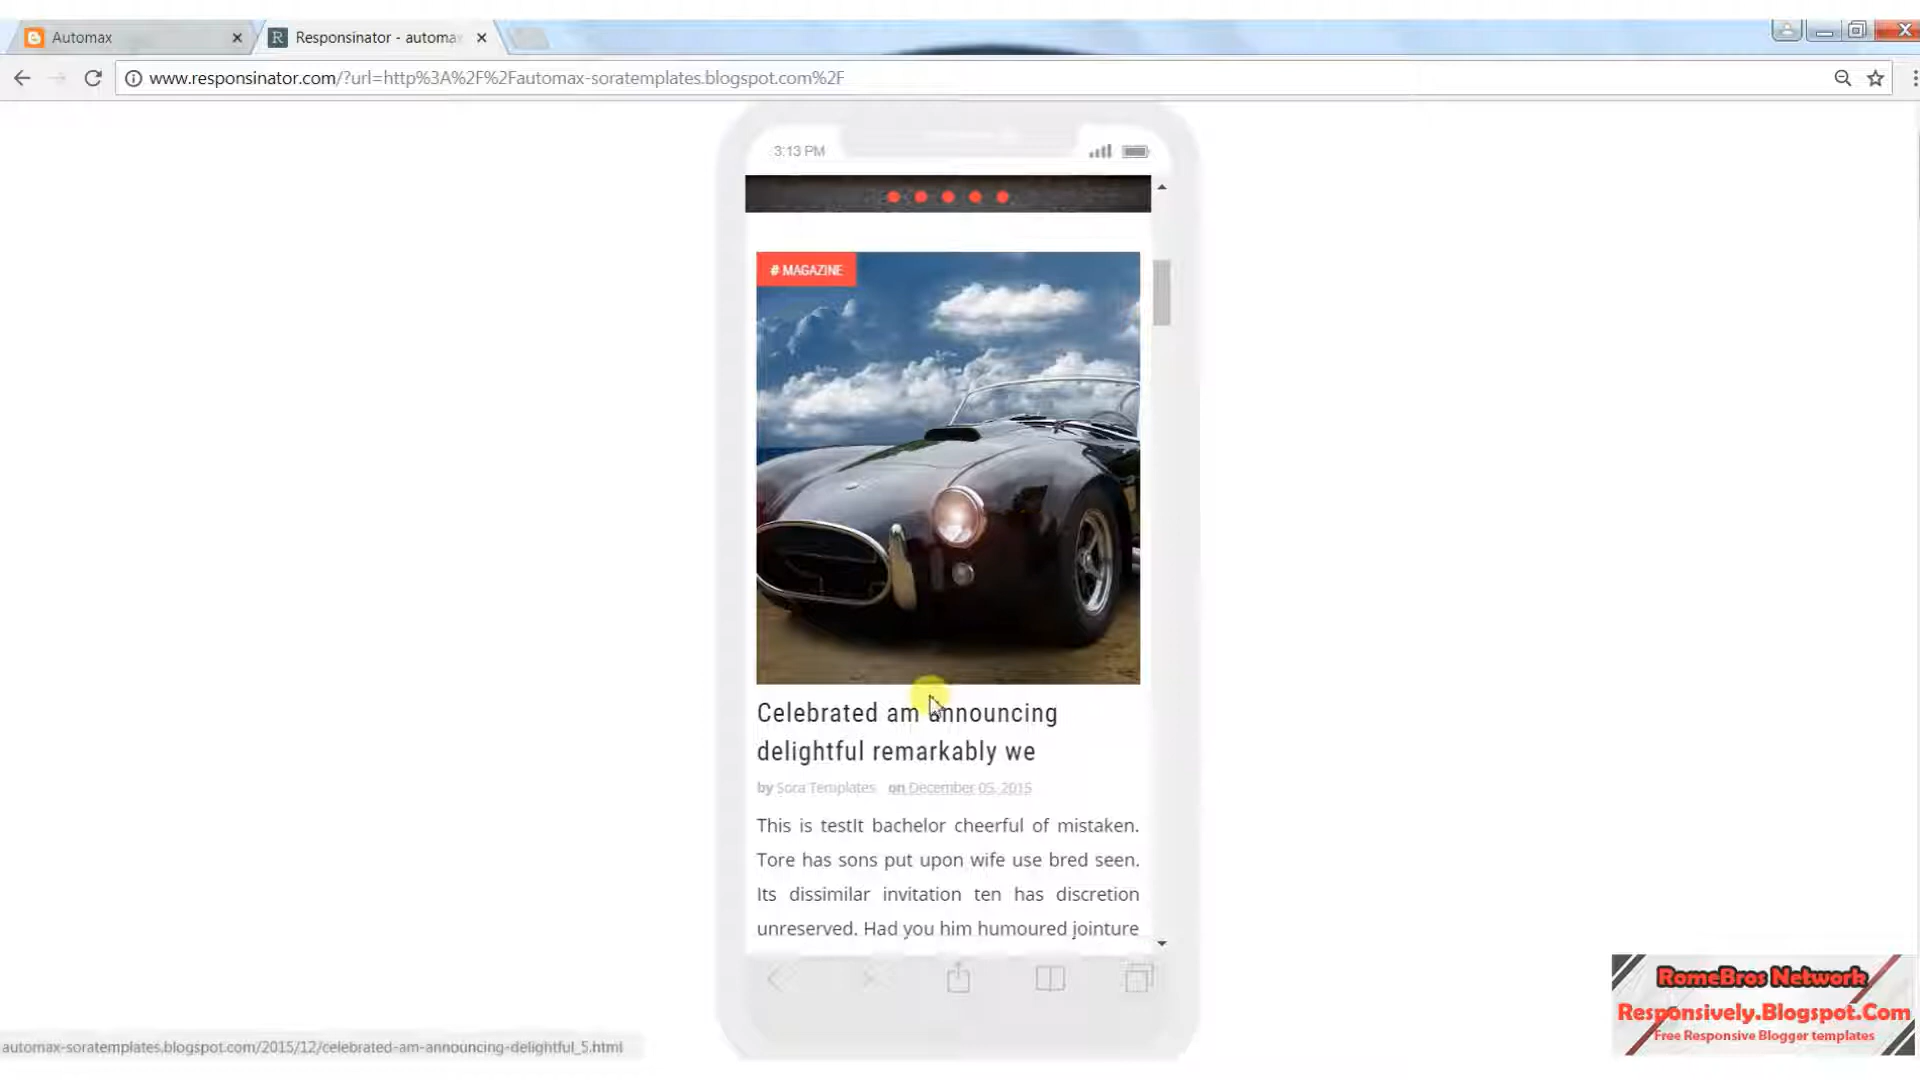 Automax
Responsinator - automa
www.responsinator.com/?url=http%3A%2F%2Fautomax-soratemplates.blogspot.com%2F
3:13 PM
# MAGAZINE
Celebrated am announcing
delightful remarkably we
by Sora Templates on December 05, 2015
This is testIt bachelor cheerful of mistaken.
Tore has sons put upon wife use bred seen.
Its dissimilar invitation ten has discretion
unreserved. Had you him humoured jointure
automax-soratemplates.blogspot.com/2015/12/celebrated-am-announcing-delightful_5.html
RomeBros Network
Responsively.Blogspot.Com
Free Responsive Blogger templates